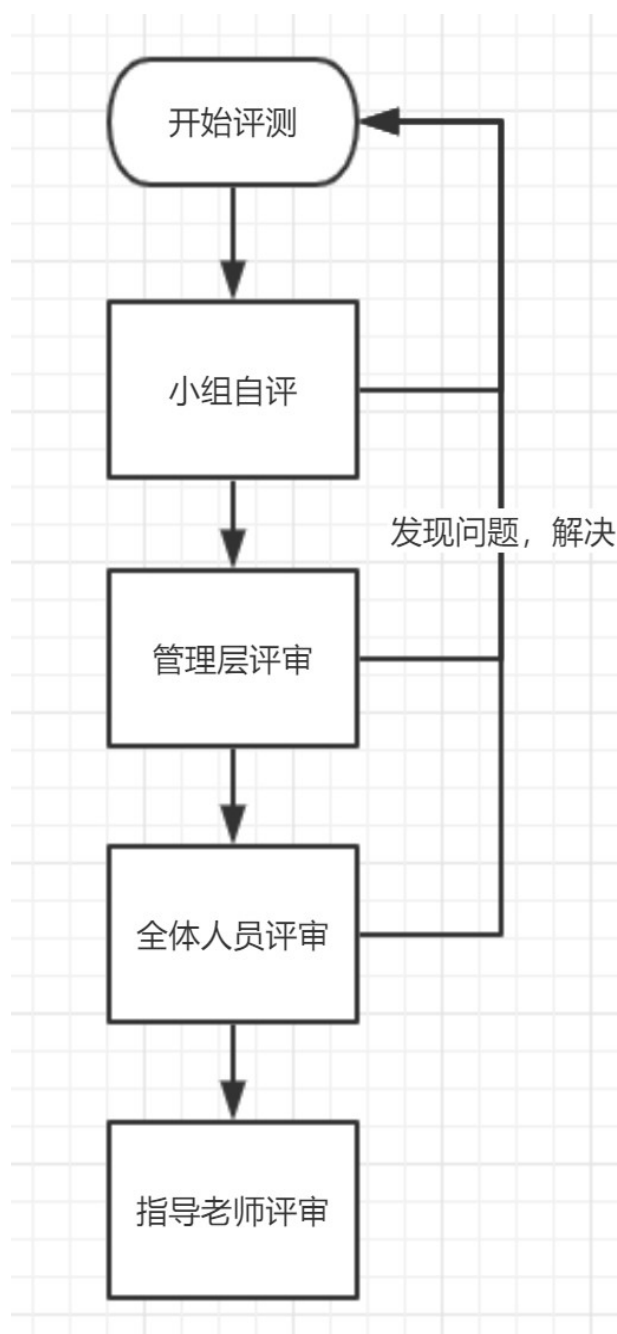 开始评测
小组自评
发现问题，解决
管理层评审
全体人员评审
指导老师评审